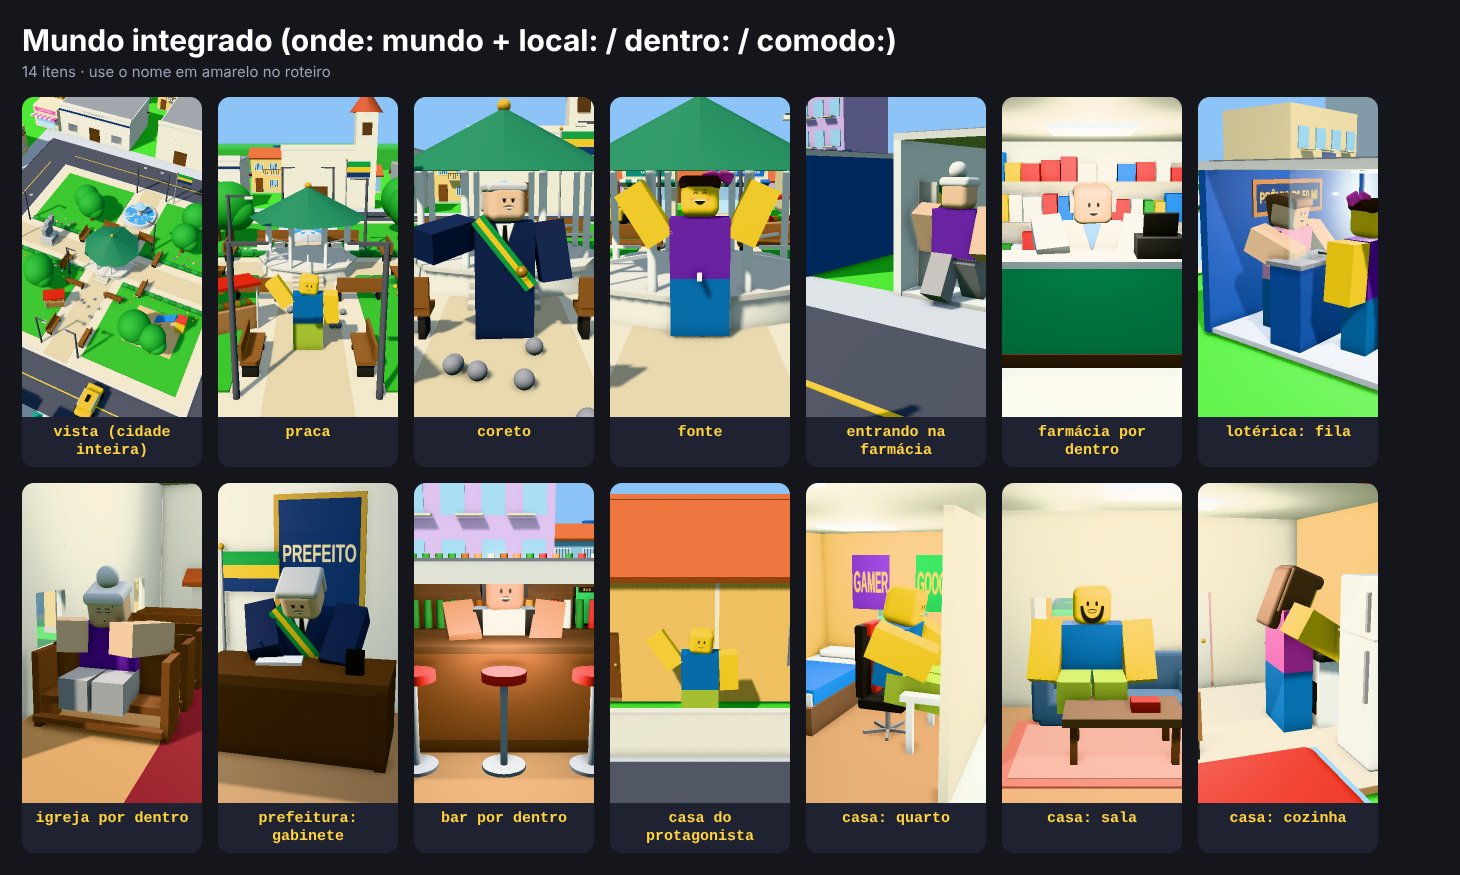 Mundo integrado (onde: mundo + local: / dentro: / comodo:)
14 itens · use o nome em amarelo no roteiro
vista (cidade
inteira)
praca
coreto
fonte
entrando na
farmácia
farmácia por
dentro
lotérica: fila
PREFEITO
GAMER
igreja por dentro
prefeitura:
gabinete
bar por dentro
casa do
protagonista
casa: quarto
casa: sala
casa: cozinha